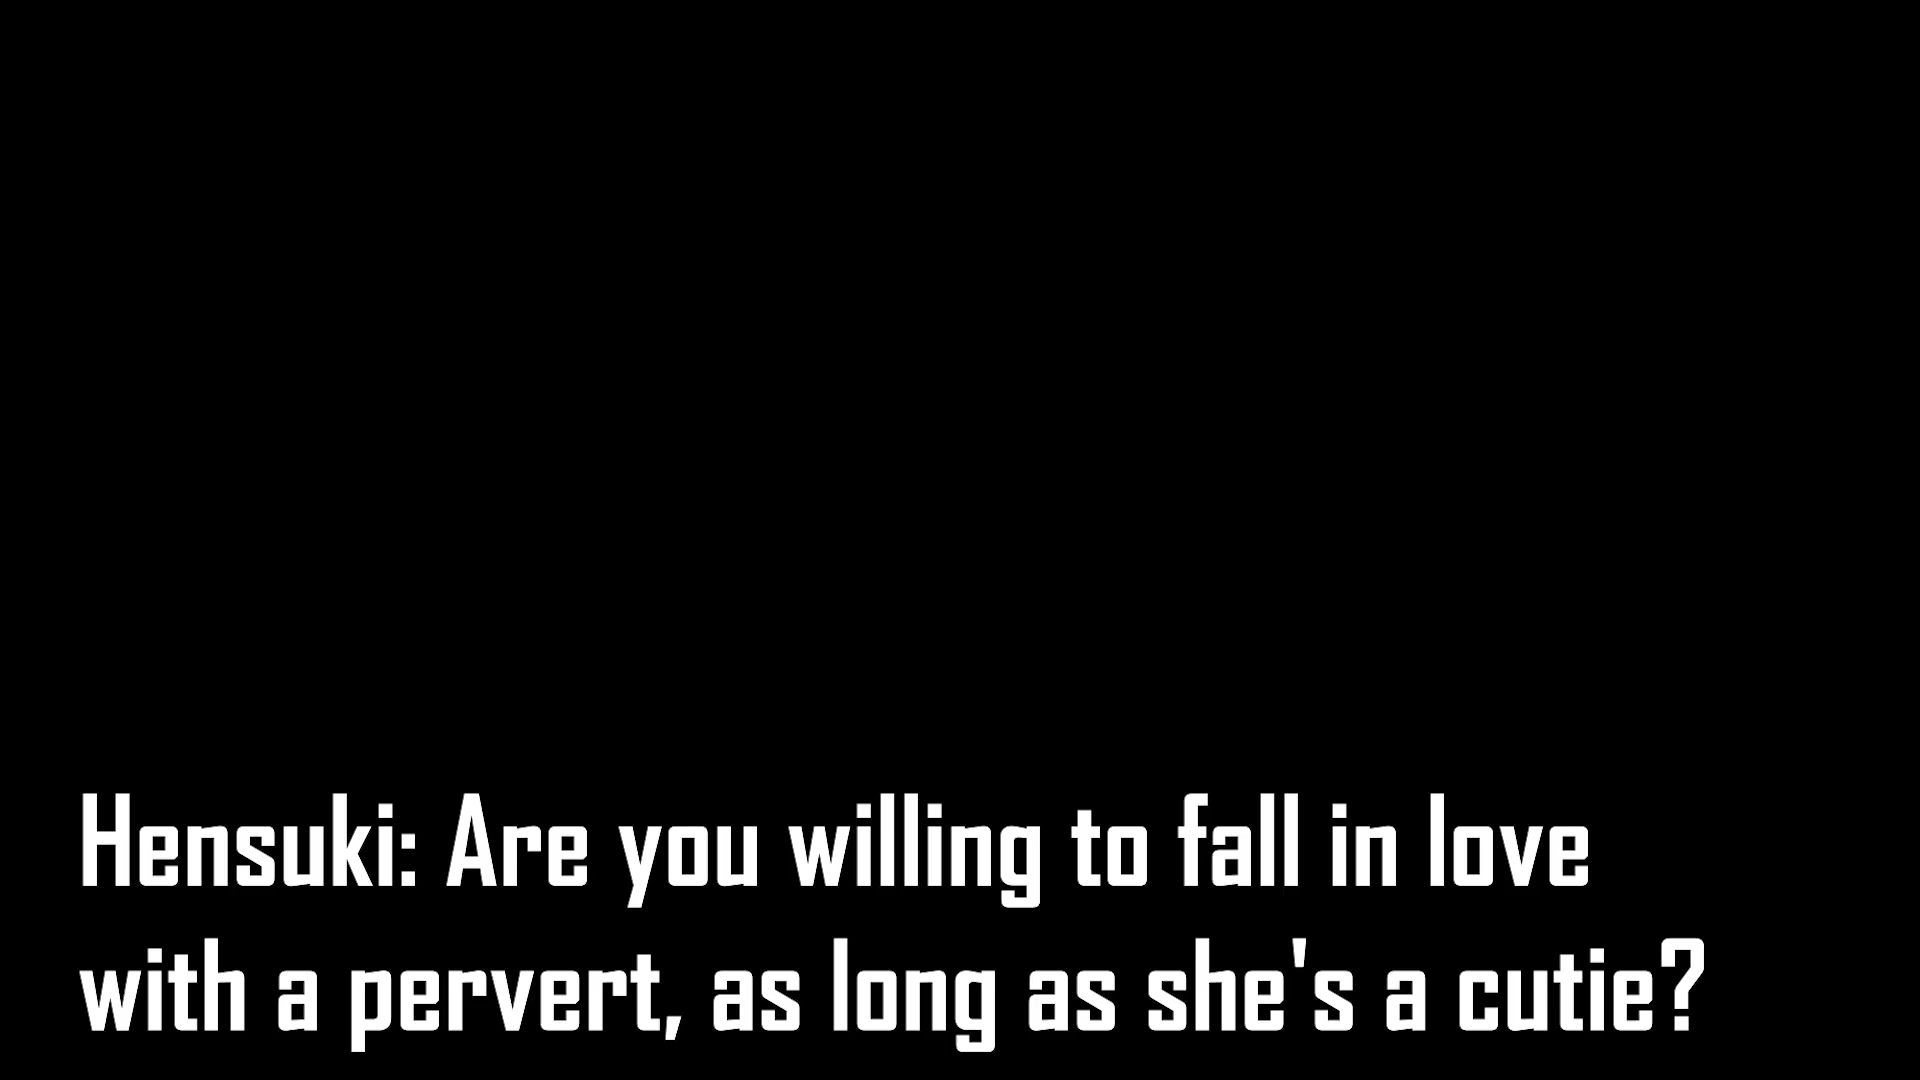 Hensuki: Are you willing to fall in love
with a pervert, as long as she's a cutie?